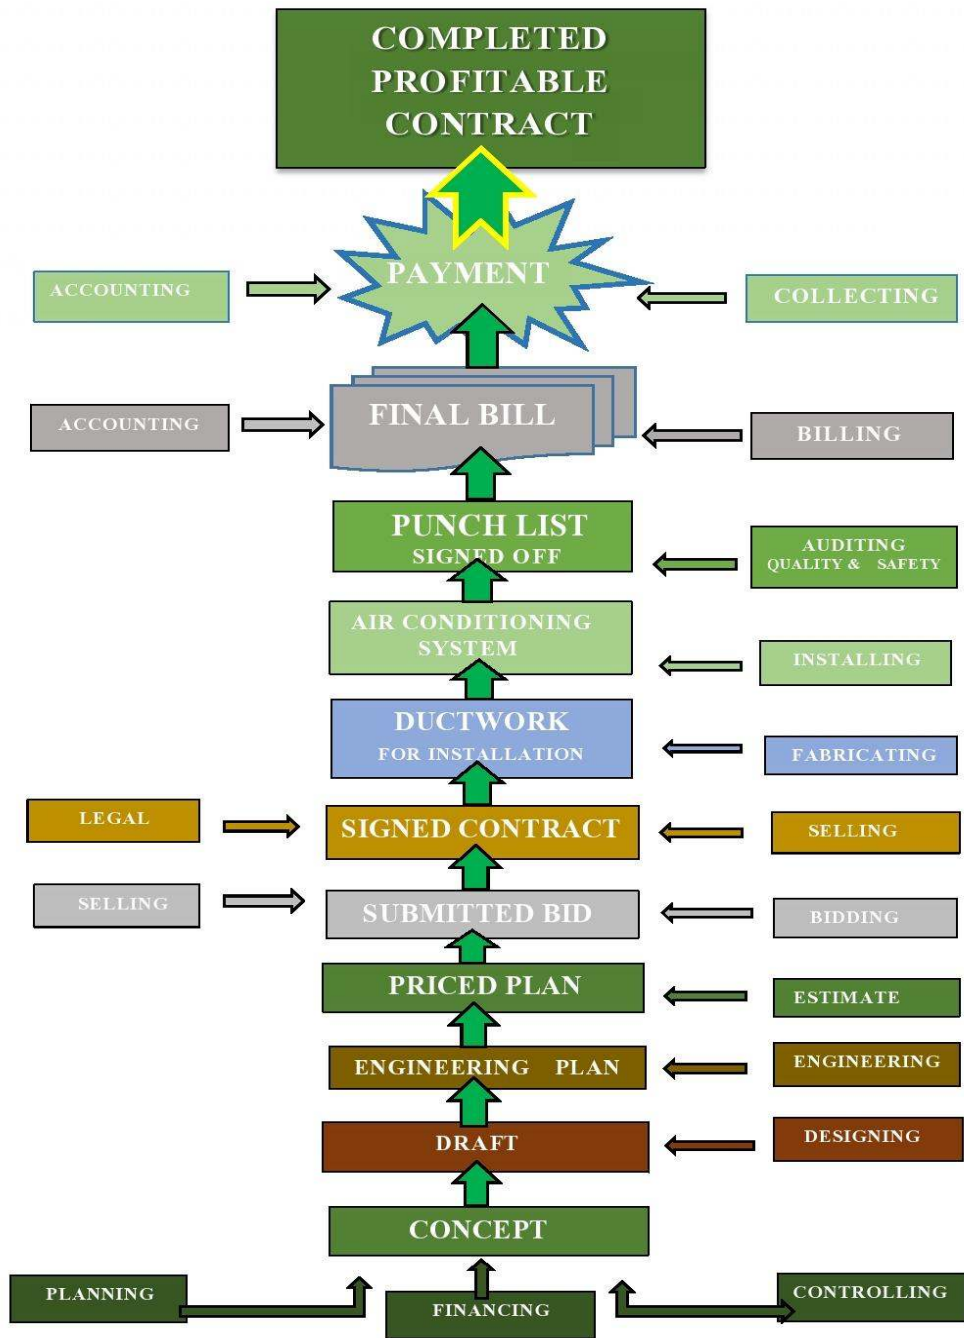 COMPLETED
PROFITABLE
CONTRACT
PAYMENT
ACCOUNTING
COLLECTING
FINAL BILL
ACCOUNTING
BILLING
PUNCH LIST
SIGNED OFF
AUDITING
QUALITY & SAFETY
AIR CONDITIONING
SYSTEM
INSTALLING
DUCTWORK
FOR INSTALLATION
FABRICATING
LEGAL
SIGNED CONTRACT
SELLING
SELLING
SUBMITTED BID
BIDDING
PRICED PLAN
ESTIMATE
ENGINEERING PLAN
ENGINEERING
DRAFT
DESIGNING
CONCEPT
PLANNING
FINANCING
CONTROLLING